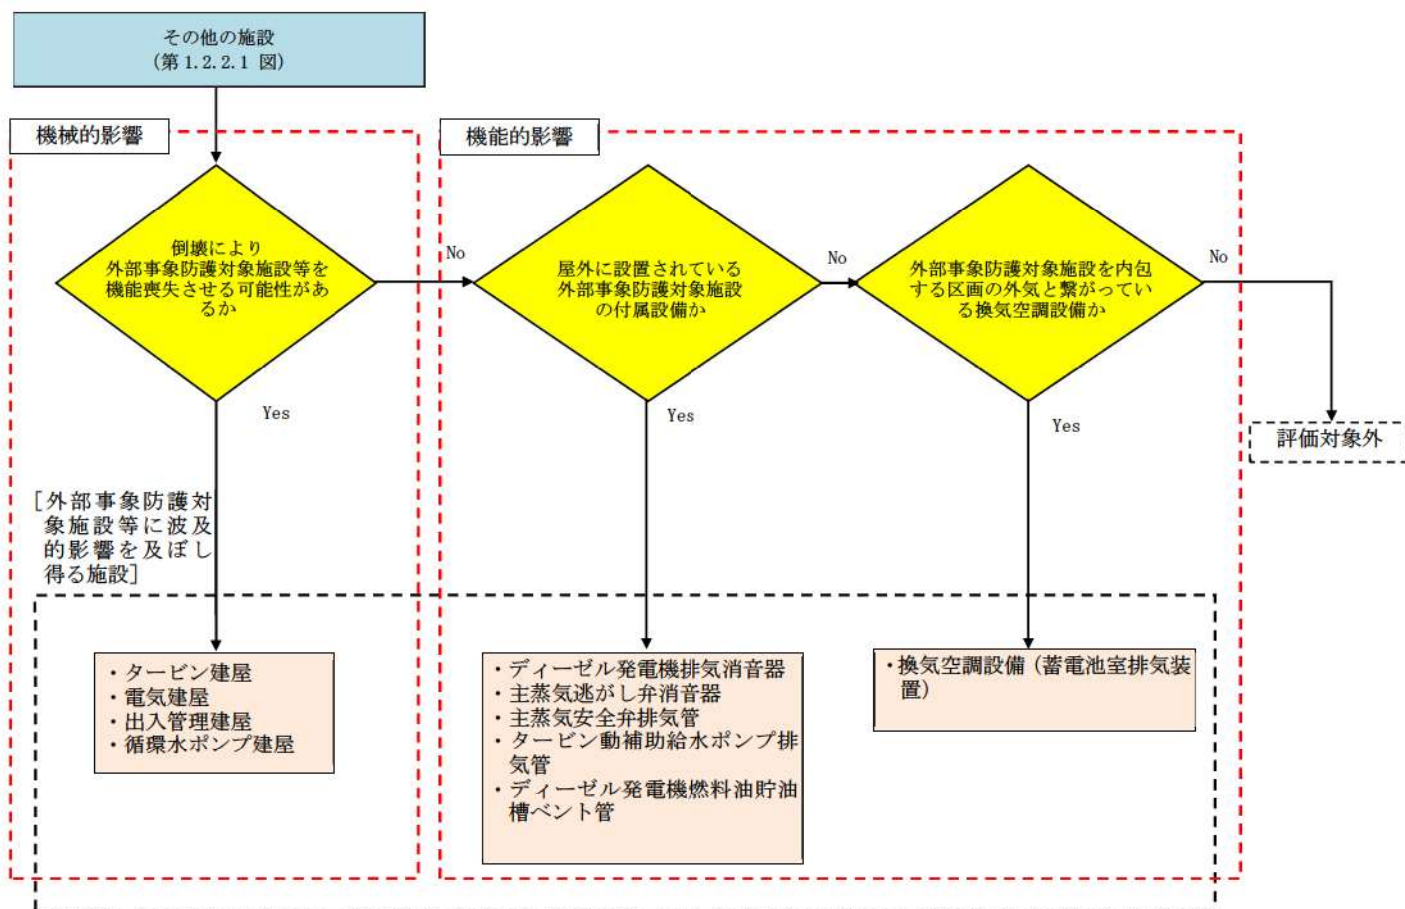 その他の施設
(第 1.2.2.1 図)
機械的影響
機能的影響
倒壊により
外部事象防護対象施設等を
機能喪失させる可能性があ
るか
No
屋外に設置されている
外部事象防護対象施設
の付属設備か
No
外部事象防護対象施設を内包
する区画の外気と繋がってい
る換気空調設備か
No
Yes
Yes
Yes
評価対象外
[外部事象防護対
象施設等に波及
的影響を及ぼし
得る施設]
・タービン建屋
・電気建屋
・出入管理建屋
・循環水ポンプ建屋
・ディーゼル発電機排気消音器
・主蒸気逃がし弁消音器
・主蒸気安全弁排気管
・タービン動補助給水ポンプ排
気管
・ディーゼル発電機燃料油貯油
槽ベント管
・換気空調設備(蓄電池室排気装
置)